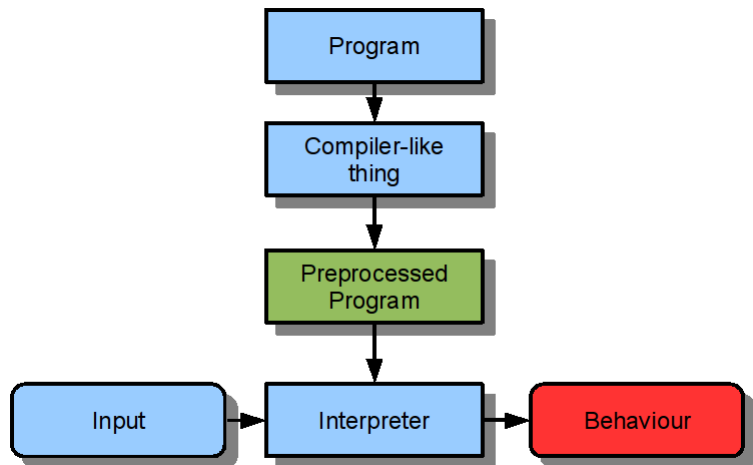 Program
Compiler-like
thing
Preprocessed
Program
Input
Interpreter
Behaviour